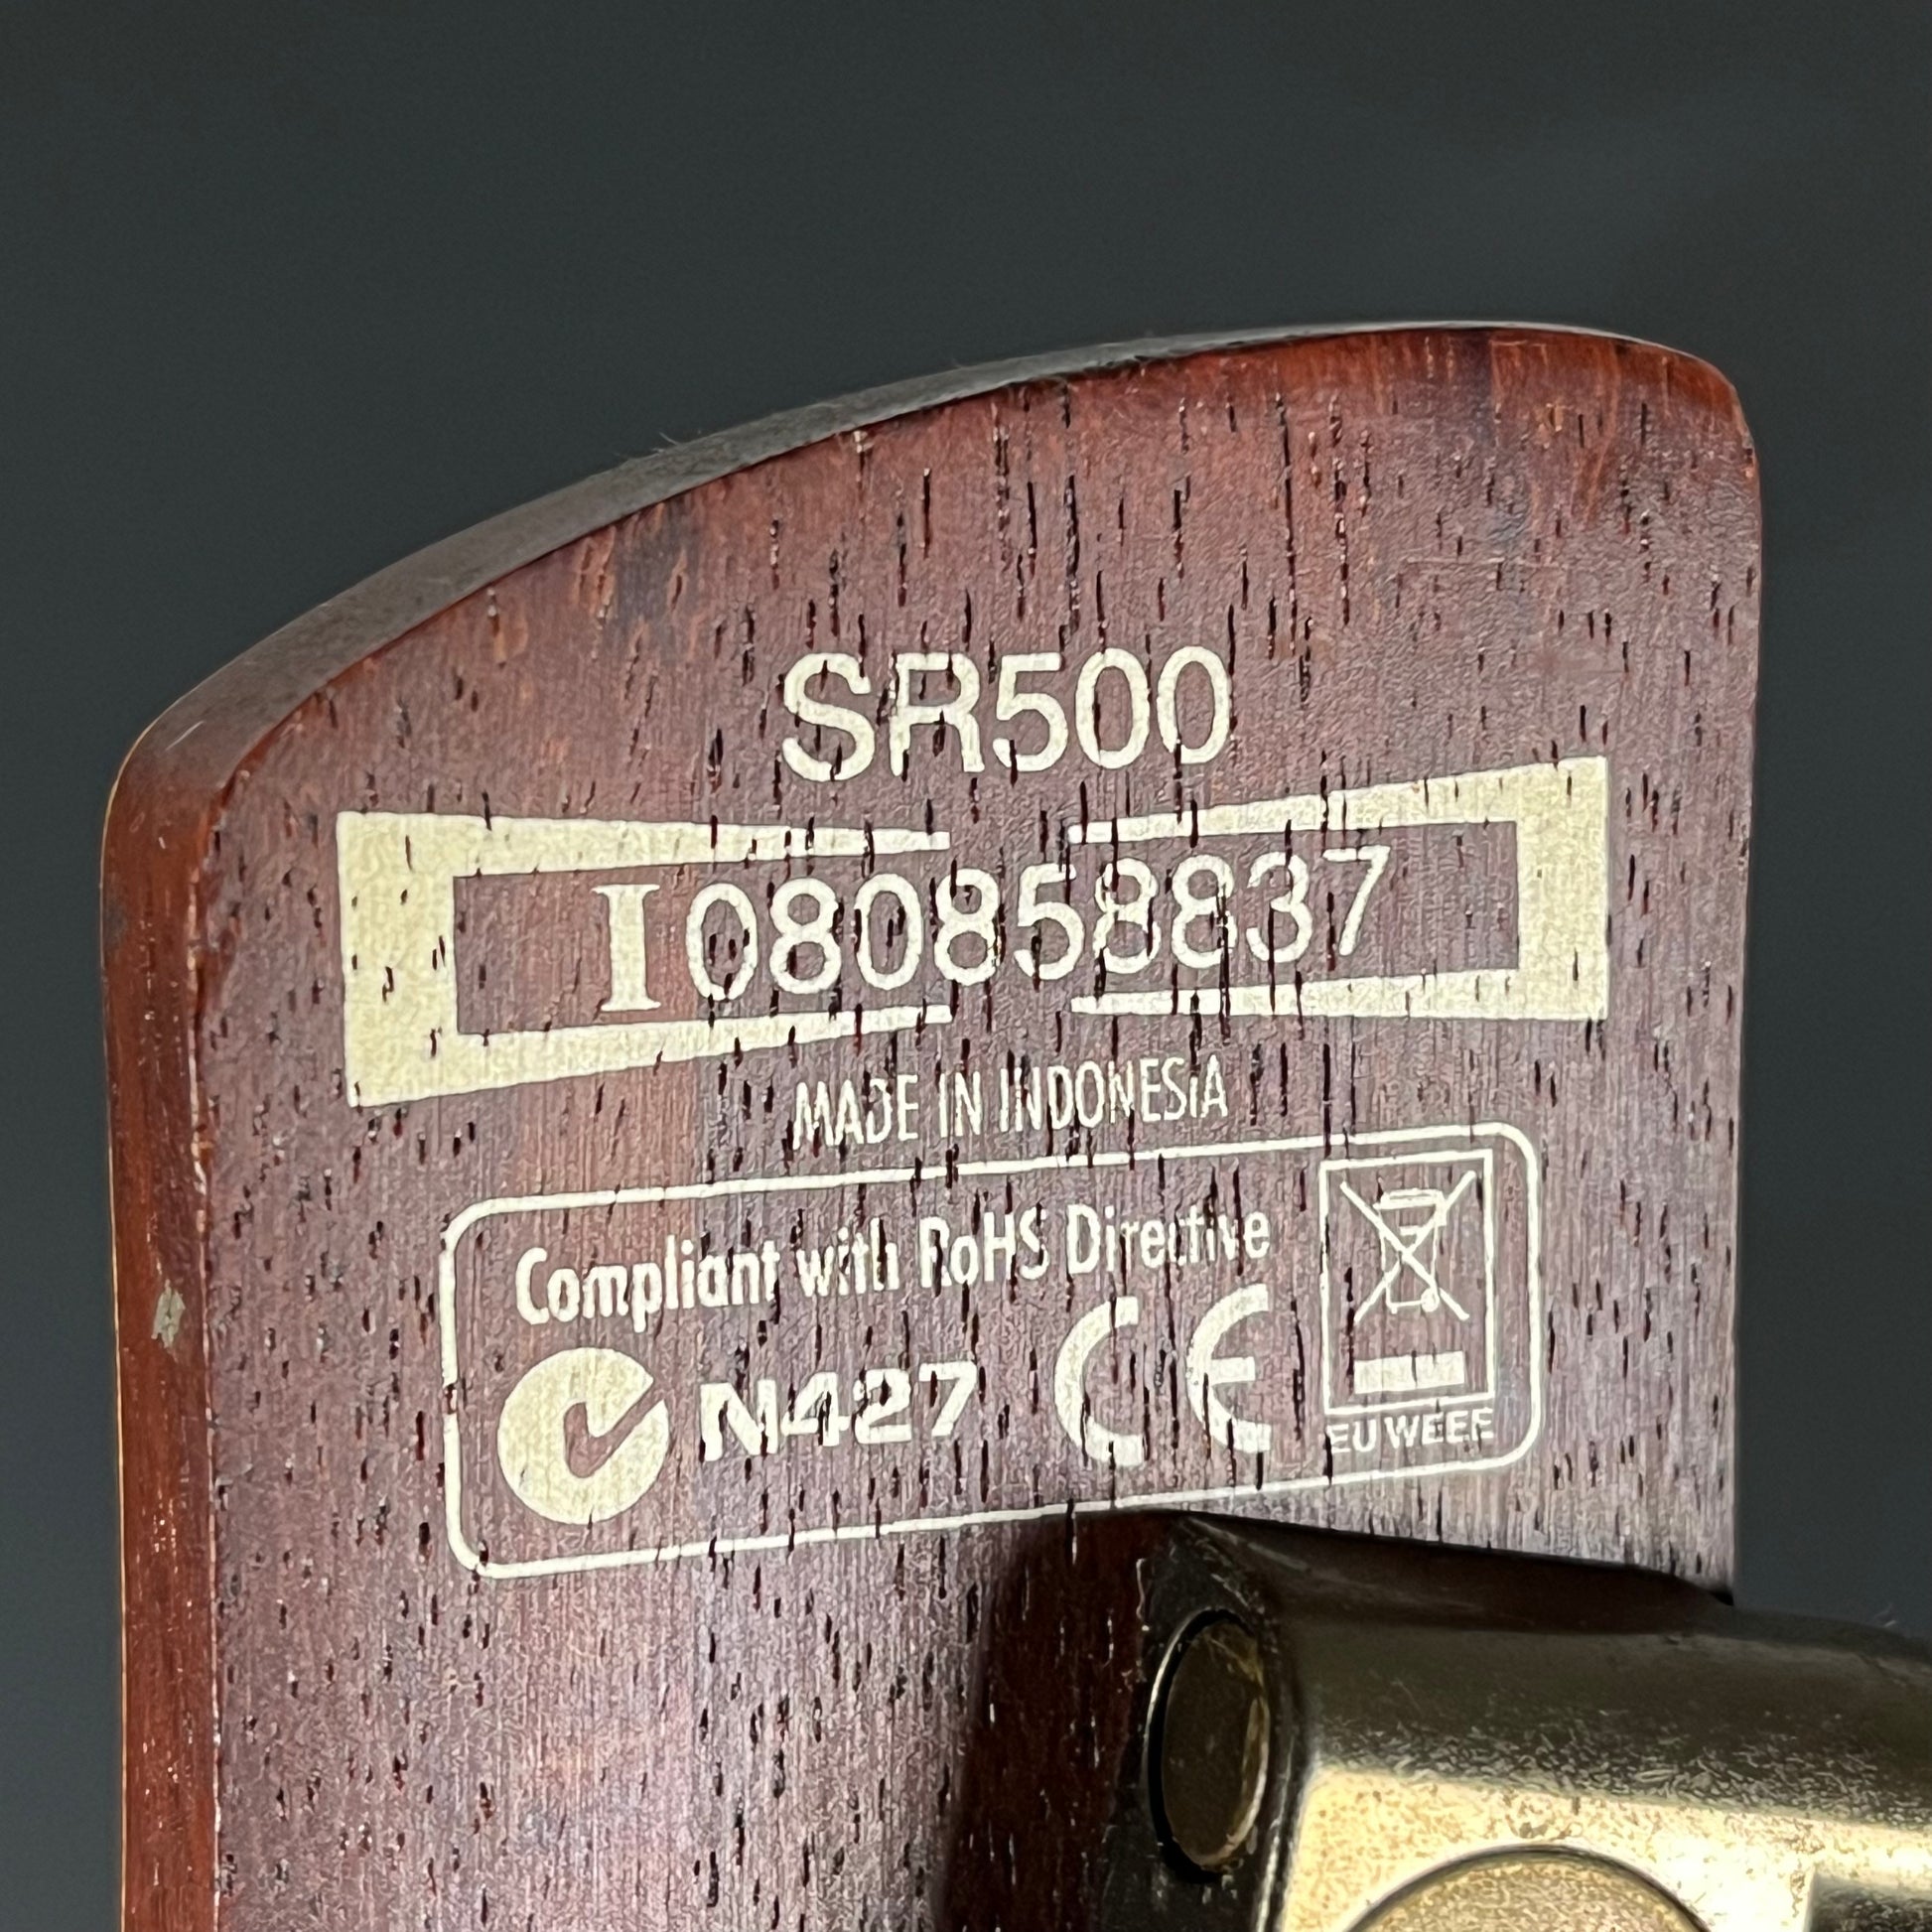 SR500
I080858837
MADE IN INDONESIA
Compliant with RoHS Directive
N427 CE
EU WEEE